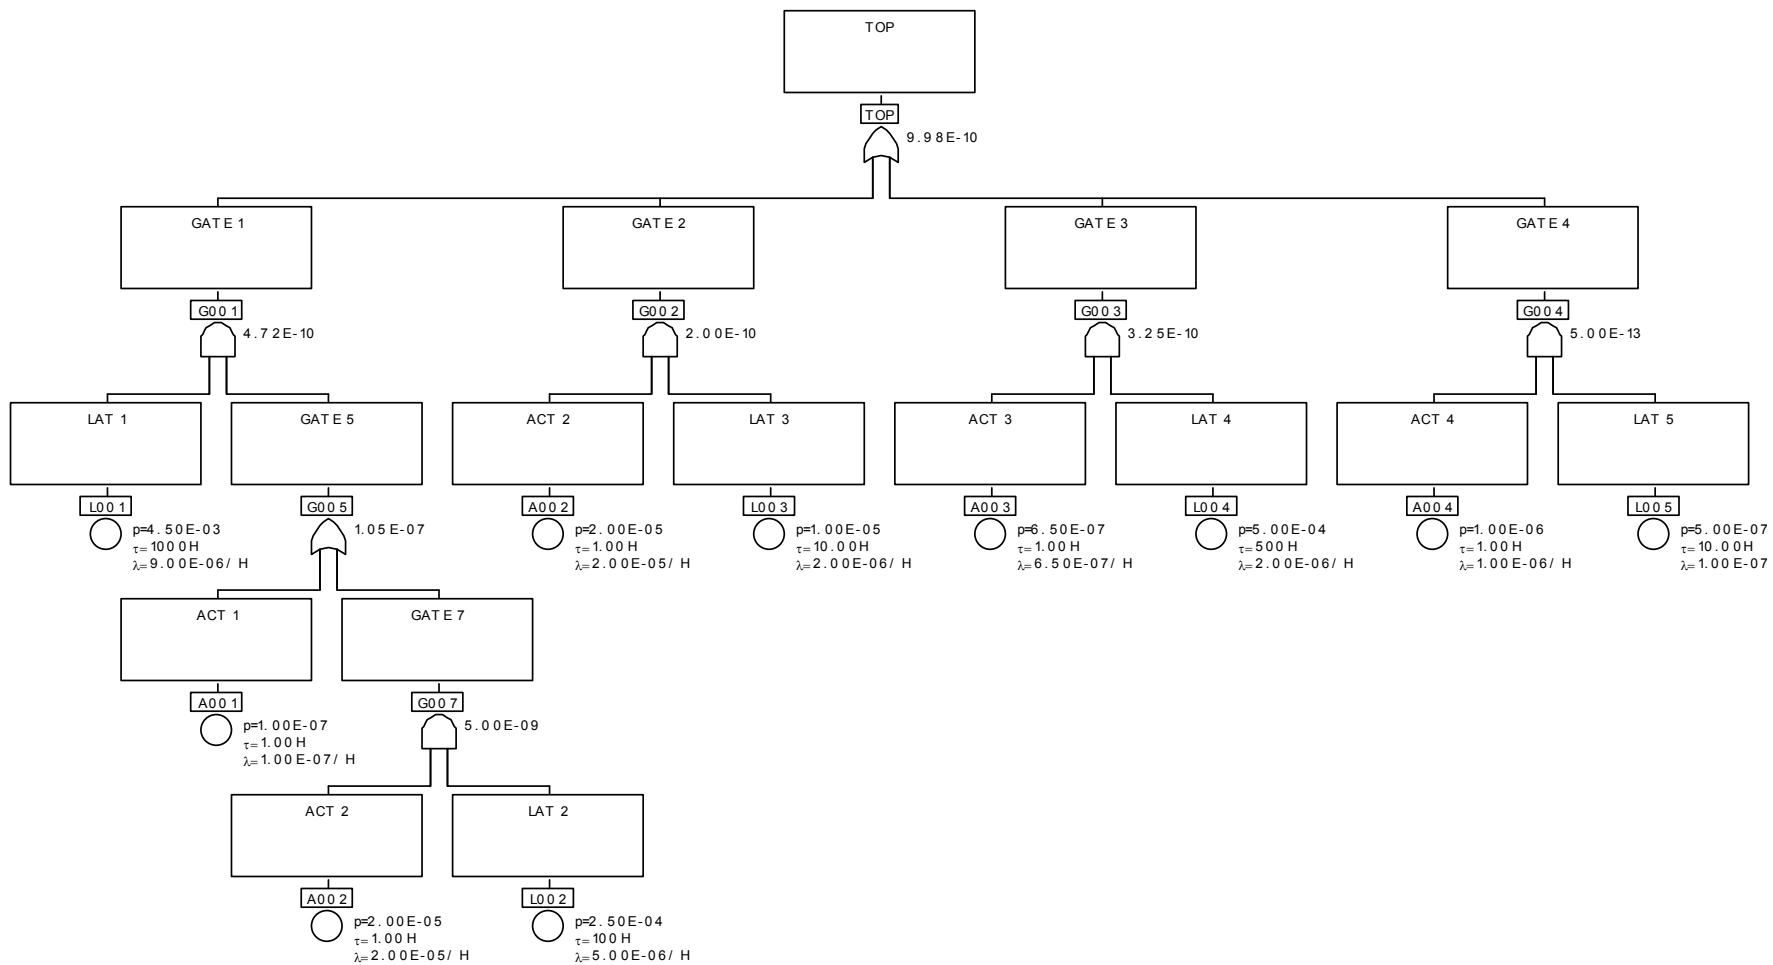 TOP
TOP
9.98E-10
GATE 1
GATE 2
GATE 3
GATE 4
G001
G002
G003
G004
4.72E-10
2.00E-10
3.25E-10
5.00E-13
LAT 1
GATE 5
ACT 2
LAT 3
ACT 3
LAT 4
ACT 4
LAT 5
L001
G005
A002
L003
A003
L004
A004
L005
p=4.50E-03
τ=1000H
λ=9.00E-06/ H
1.05E-07
p=2.00E-05
τ=1.00H
λ=2.00E-05/ H
p=1.00E-05
τ=10.00H
λ=2.00E-06/ H
p=6.50E-07
τ=1.00H
λ=6.50E-07/ H
p=5.00E-04
τ=500H
λ=2.00E-06/ H
p=1.00E-06
τ=1.00H
λ=1.00E-06/ H
p=5.00E-07
τ=10.00H
λ=1.00E-07
ACT 1
GATE 7
A001
G007
p=1.00E-07
τ=1.00H
λ=1.00E-07/ H
5.00E-09
ACT 2
LAT 2
A002
L002
p=2.00E-05
τ=1.00H
λ=2.00E-05/ H
p=2.50E-04
τ=100H
λ=5.00E-06/ H